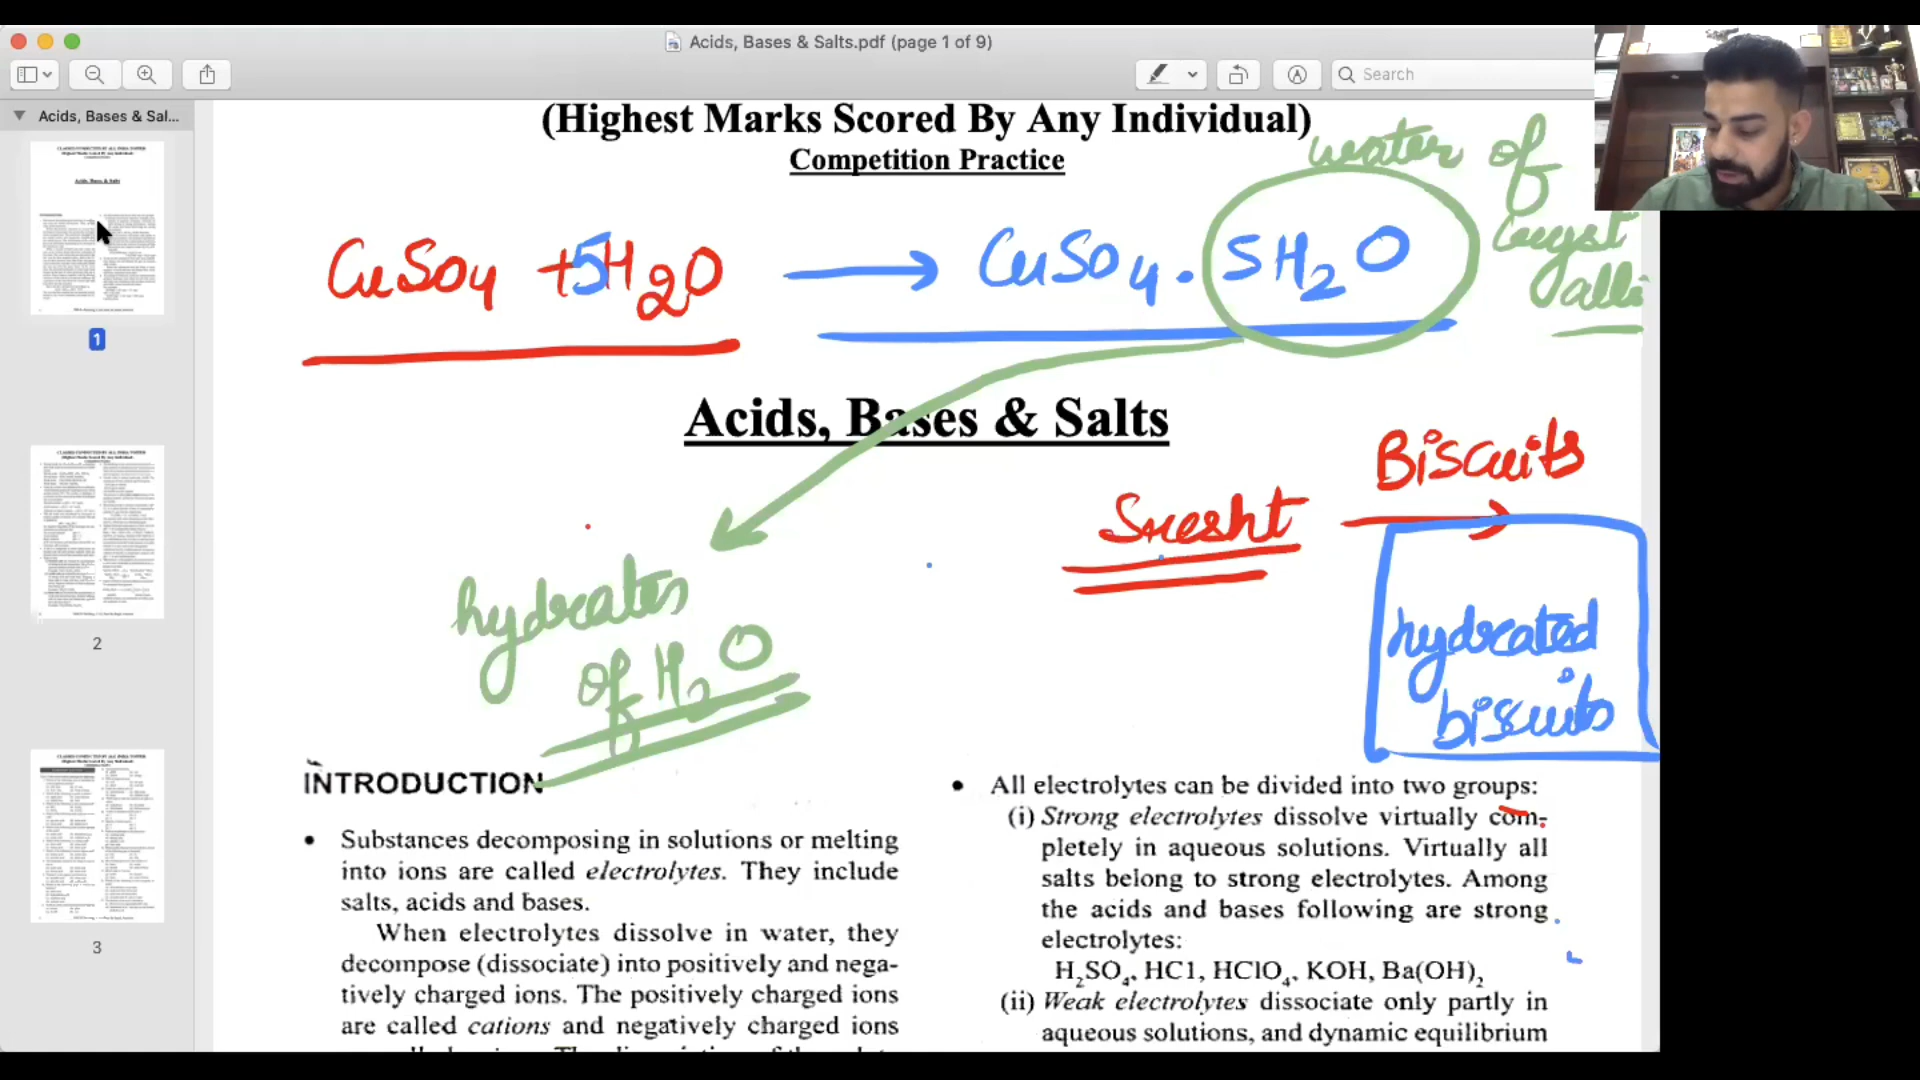 Acids, Bases & Salts.pdf (page 1 of 9)
Search
Acids, Bases & Sal...
1
2
3
(Highest Marks Scored By Any Individual)
Competition Practice
water of
CuSO4 + 5H2O → CuSO4 . 5H2O
Acids, Bases & Salts
Biscuits
Sresht
hydrates
of H2O
hydrated
biscuits
INTRODUCTION
• Substances decomposing in solutions or melting
into ions are called electrolytes. They include
salts, acids and bases.
When electrolytes dissolve in water, they
decompose (dissociate) into positively and nega-
tively charged ions. The positively charged ions
are called cations and negatively charged ions
• All electrolytes can be divided into two groups:
(i) Strong electrolytes dissolve virtually com-
pletely in aqueous solutions. Virtually all
salts belong to strong electrolytes. Among
the acids and bases following are strong
electrolytes:
H2SO4, HCl, HClO4, KOH, Ba(OH)2
(ii) Weak electrolytes dissociate only partly in
aqueous solutions, and dynamic equilibrium